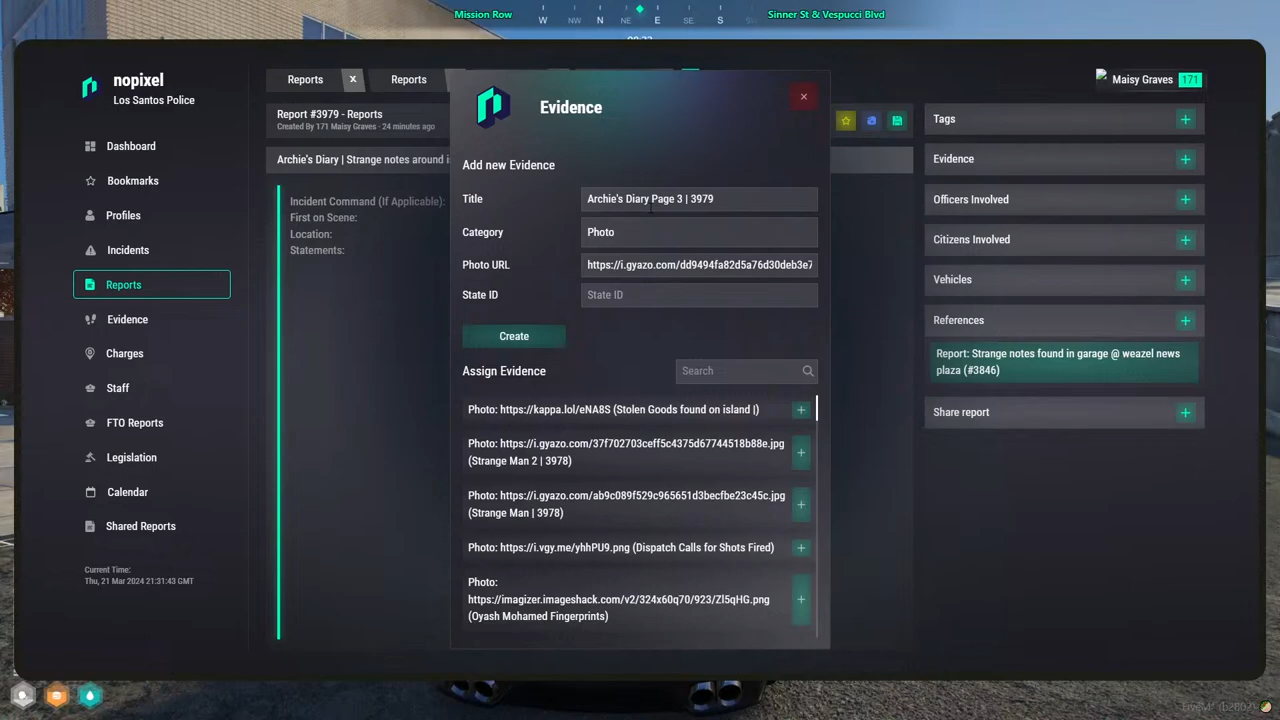 Mission Row
W NW N NE E SE S
Sinner St & Vespucci Blvd
nopixel
Los Santos Police
Dashboard
Bookmarks
Profiles
Incidents
Reports
Evidence
Charges
Staff
FTO Reports
Legislation
Calendar
Shared Reports
Current Time:
Thu, 21 Mar 2024 21:31:43 GMT
Reports x Reports
Report #3979 - Reports
Created By 171 Maisy Graves - 24 minutes ago
Archie's Diary | Strange notes around
Incident Command (If Applicable):
First on Scene:
Location:
Statements:
Evidence
×
Add new Evidence
Title Archie's Diary Page 3 | 3979
Category Photo
Photo URL https://i.gyazo.com/dd9494fa82d5a76d30deb3e7
State ID State ID
Create
Assign Evidence Search
Photo: https://kappa.lol/eNA8S (Stolen Goods found on island |) +
Photo: https://i.gyazo.com/37f702703ceff5c4375d67744518b88e.jpg
(Strange Man 2 | 3978) +
Photo: https://i.gyazo.com/ab9c089f529c965651d3becfbe23c45c.jpg
(Strange Man | 3978) +
Photo: https://i.vgy.me/yhhPU9.png (Dispatch Calls for Shots Fired) +
Photo:
https://imagizer.imageshack.com/v2/324x60q70/923/Zl5qHG.png
(Oyash Mohamed Fingerprints) +
Maisy Graves 171
Tags +
Evidence +
Officers Involved +
Citizens Involved +
Vehicles +
References +
Report: Strange notes found in garage @ weazel news
plaza (#3846)
Share report +